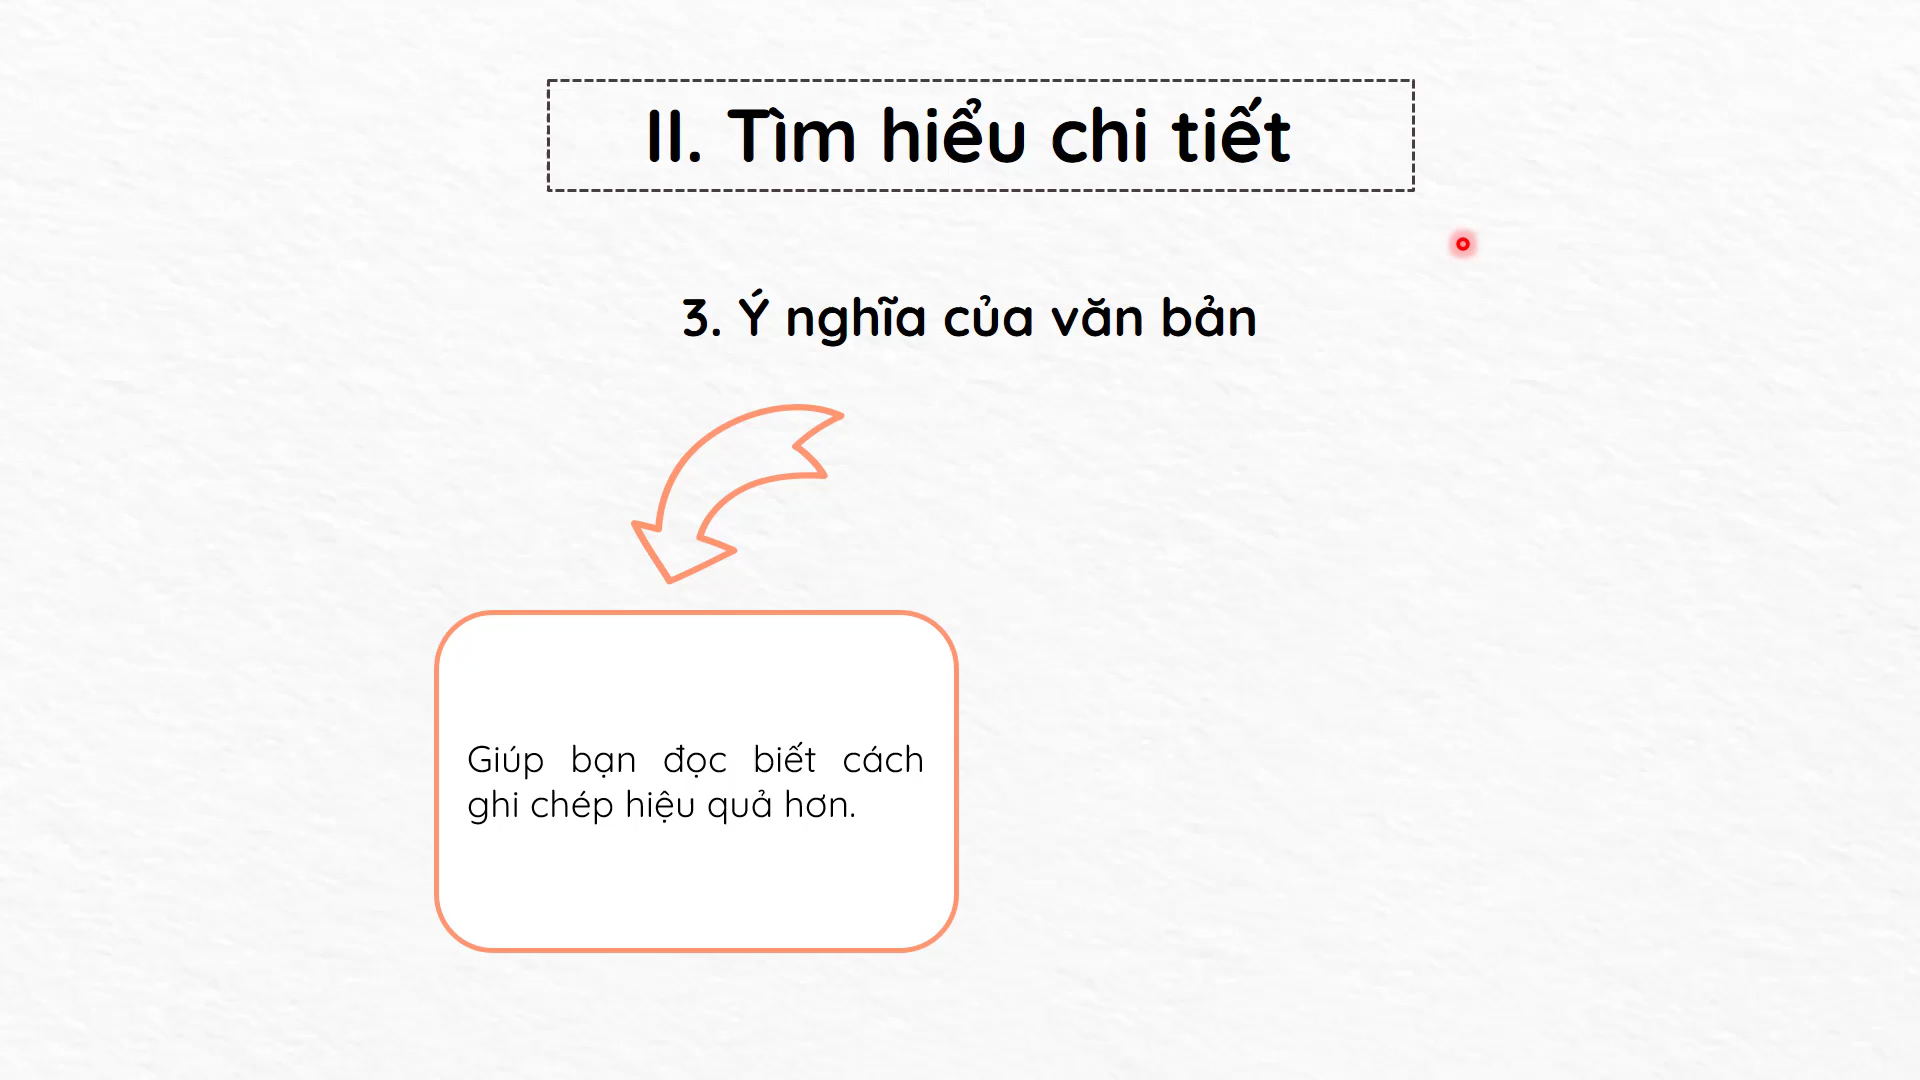 II. Tìm hiểu chi tiết
3. Ý nghĩa của văn bản
Giúp bạn đọc biết cách
ghi chép hiệu quả hơn.